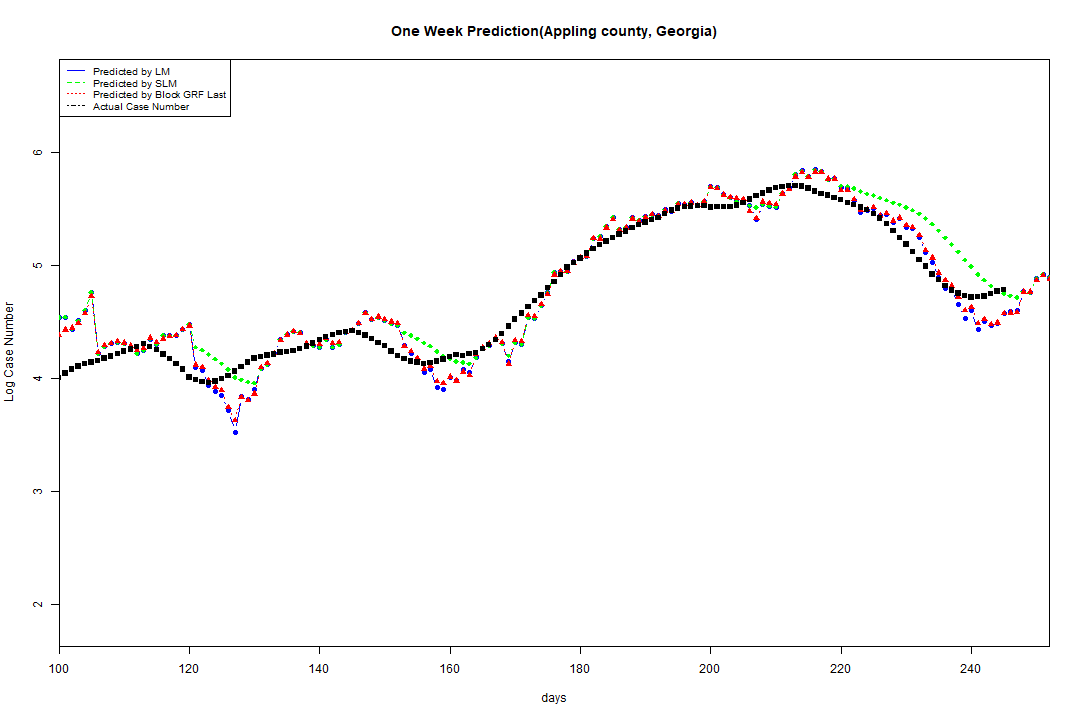 One Week Prediction(Appling county, Georgia)
Predicted by LM
Predicted by SLM
Predicted by Block GRF Last
Actual Case Number
6
5
4
3
2
Log Case Number
100 120 140 160 180 200 220 240
days